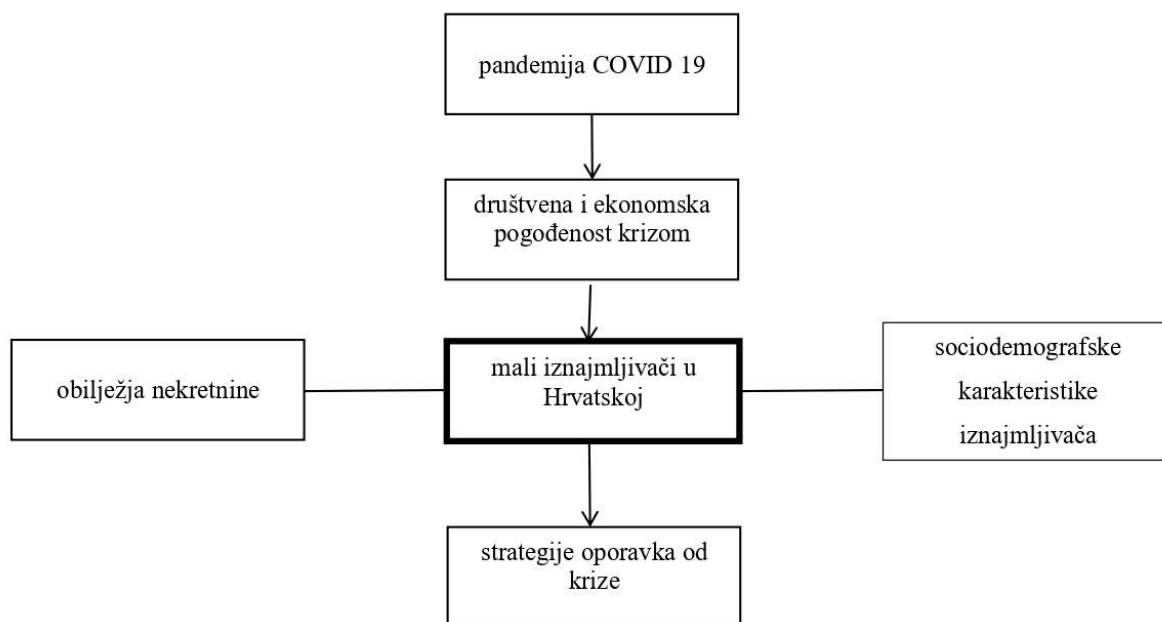 pandemija COVID 19
društvena i ekonomska
pogođenost krizom
obilježja nekretnine
mali iznajmljivači u
Hrvatskoj
sociodemografske
karakteristike
iznajmljivača
strategije oporavka od
krize